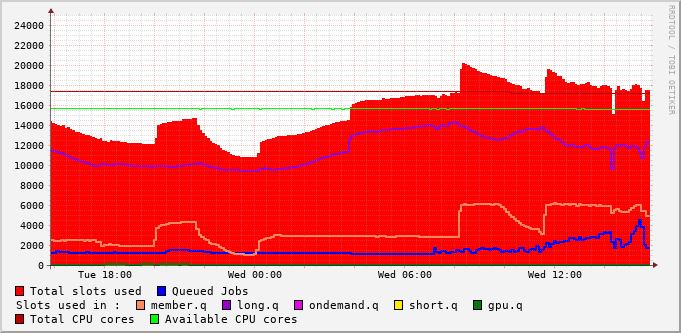 24000
22000
20000
18000
16000
14000
12000
10000
8000
6000
4000
2000
0
Tue 18:00 Wed 00:00 Wed 06:00 Wed 12:00
Total slots used Queued Jobs
Slots used in : member.q long.q ondemand.q short.q gpu.q
Total CPU cores Available CPU cores
RRDTOOL / TOBI OETIKER